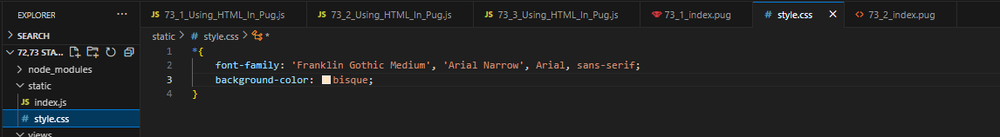 EXPLORER
JS 73_1_Using_HTML_In_Pug.js
JS 73_2_Using_HTML_In_Pug.js
JS 73_3_Using_HTML_In_Pug.js
73_1_index.pug
# style.css
<> 73_2_index.pug
SEARCH
static > # style.css > *
72,73 STA...
node_modules
static
JS index.js
# style.css
views
1 *{
2 font-family: 'Franklin Gothic Medium', 'Arial Narrow', Arial, sans-serif;
3 background-color: bisque;
4 }